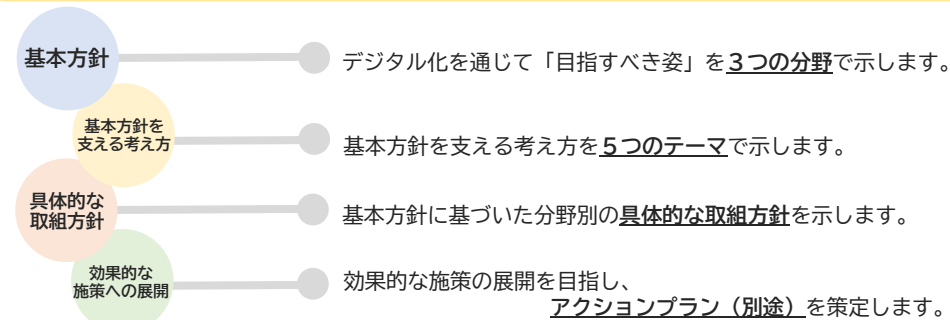 基本方針
デジタル化を通じて「目指すべき姿」を３つの分野で示します。
基本方針を
支える考え方
基本方針を支える考え方を５つのテーマで示します。
具体的な
取組方針
基本方針に基づいた分野別の具体的な取組方針を示します。
効果的な
施策への展開
効果的な施策の展開を目指し、
アクションプラン（別途）を策定します。